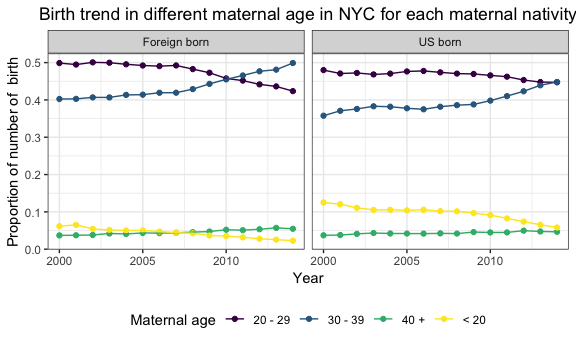 Birth trend in different maternal age in NYC for each maternal nativity
Foreign born
US born
Proportion of number of  birth
0.5
0.4
0.3
0.2
0.1
0.0
2000
2005
2010
2000
2005
2010
Year
Maternal age
20 - 29
30 - 39
40 +
< 20